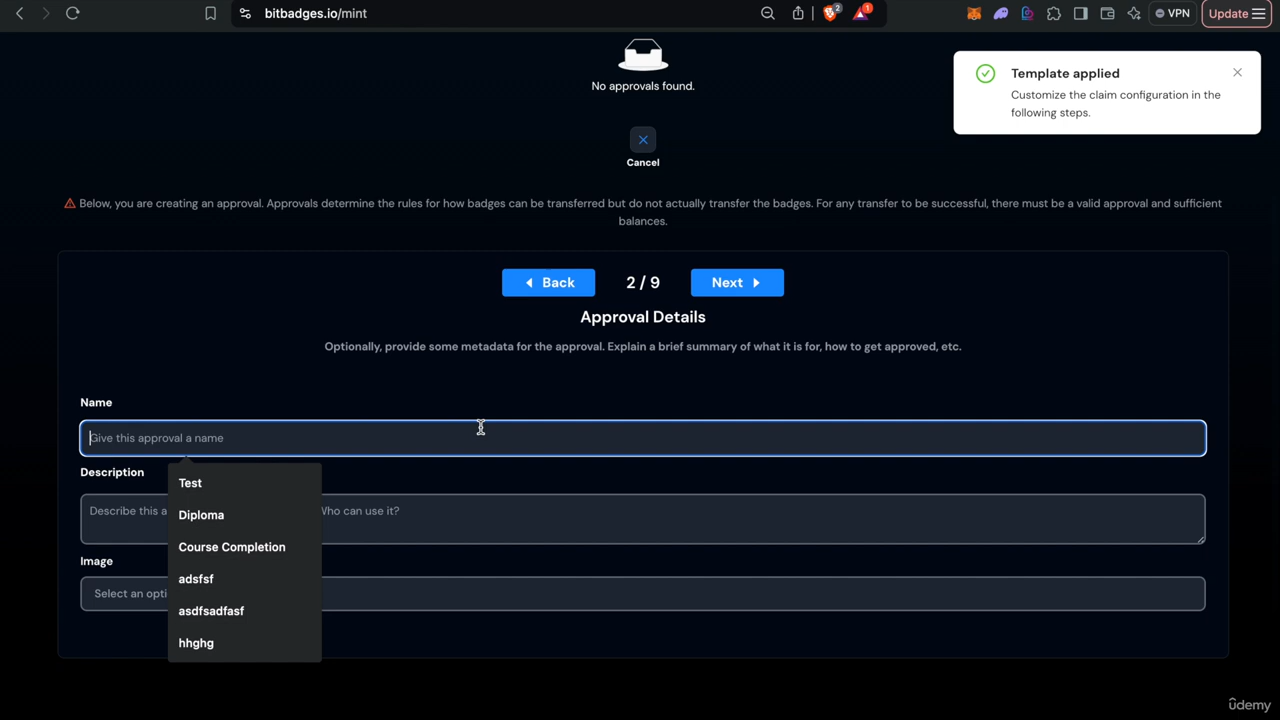 bitbadges.io/mint
2
1
VPN
Update
No approvals found.
Template applied
Customize the claim configuration in the
following steps.
Cancel
Below, you are creating an approval. Approvals determine the rules for how badges can be transferred but do not actually transfer the badges. For any transfer to be successful, there must be a valid approval and sufficient
balances.
Back
2 / 9
Next
Approval Details
Optionally, provide some metadata for the approval. Explain a brief summary of what it is for, how to get approved, etc.
Name
Give this approval a name
Description
Describe this a
Who can use it?
Image
Select an opti
Test
Diploma
Course Completion
adsfsf
asdfsadfasf
hhghg
ûdemy